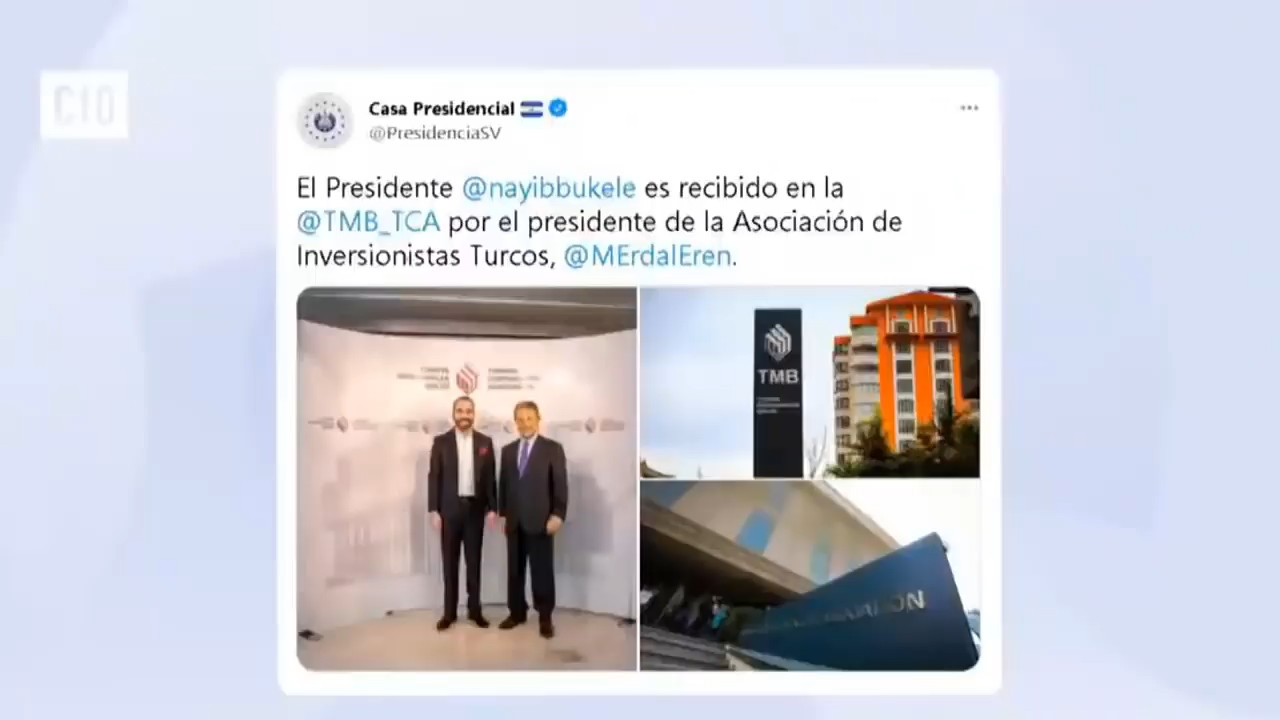 C10
Casa Presidencial
@PresidenciaSV
El Presidente @nayibbukele es recibido en la
@TMB_TCA por el presidente de la Asociación de
Inversionistas Turcos, @MErdalEren.
TMB